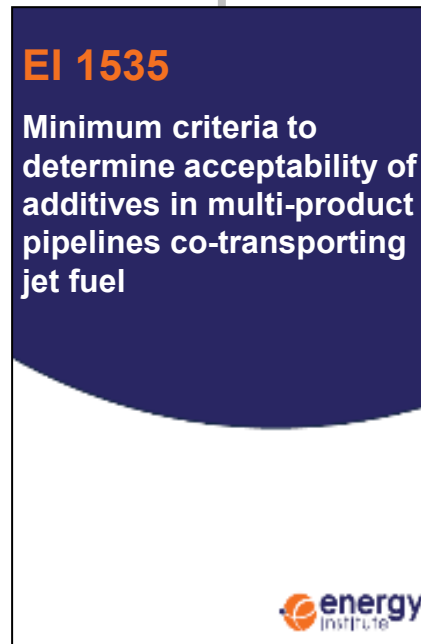 EI 1535
Minimum criteria to
determine acceptability of
additives in multi-product
pipelines co-transporting
jet fuel
energy
institute